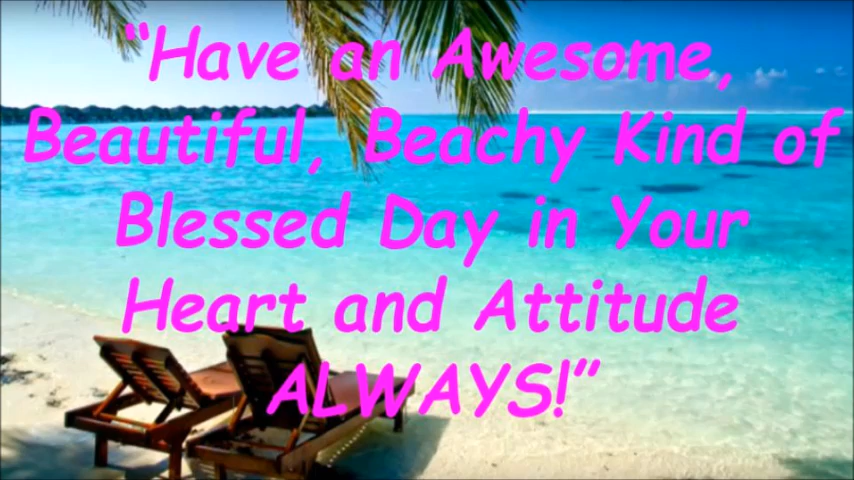 “Have an Awesome,
Beautiful, Beachy Kind of
Blessed Day in Your
Heart and Attitude
ALWAYS!”